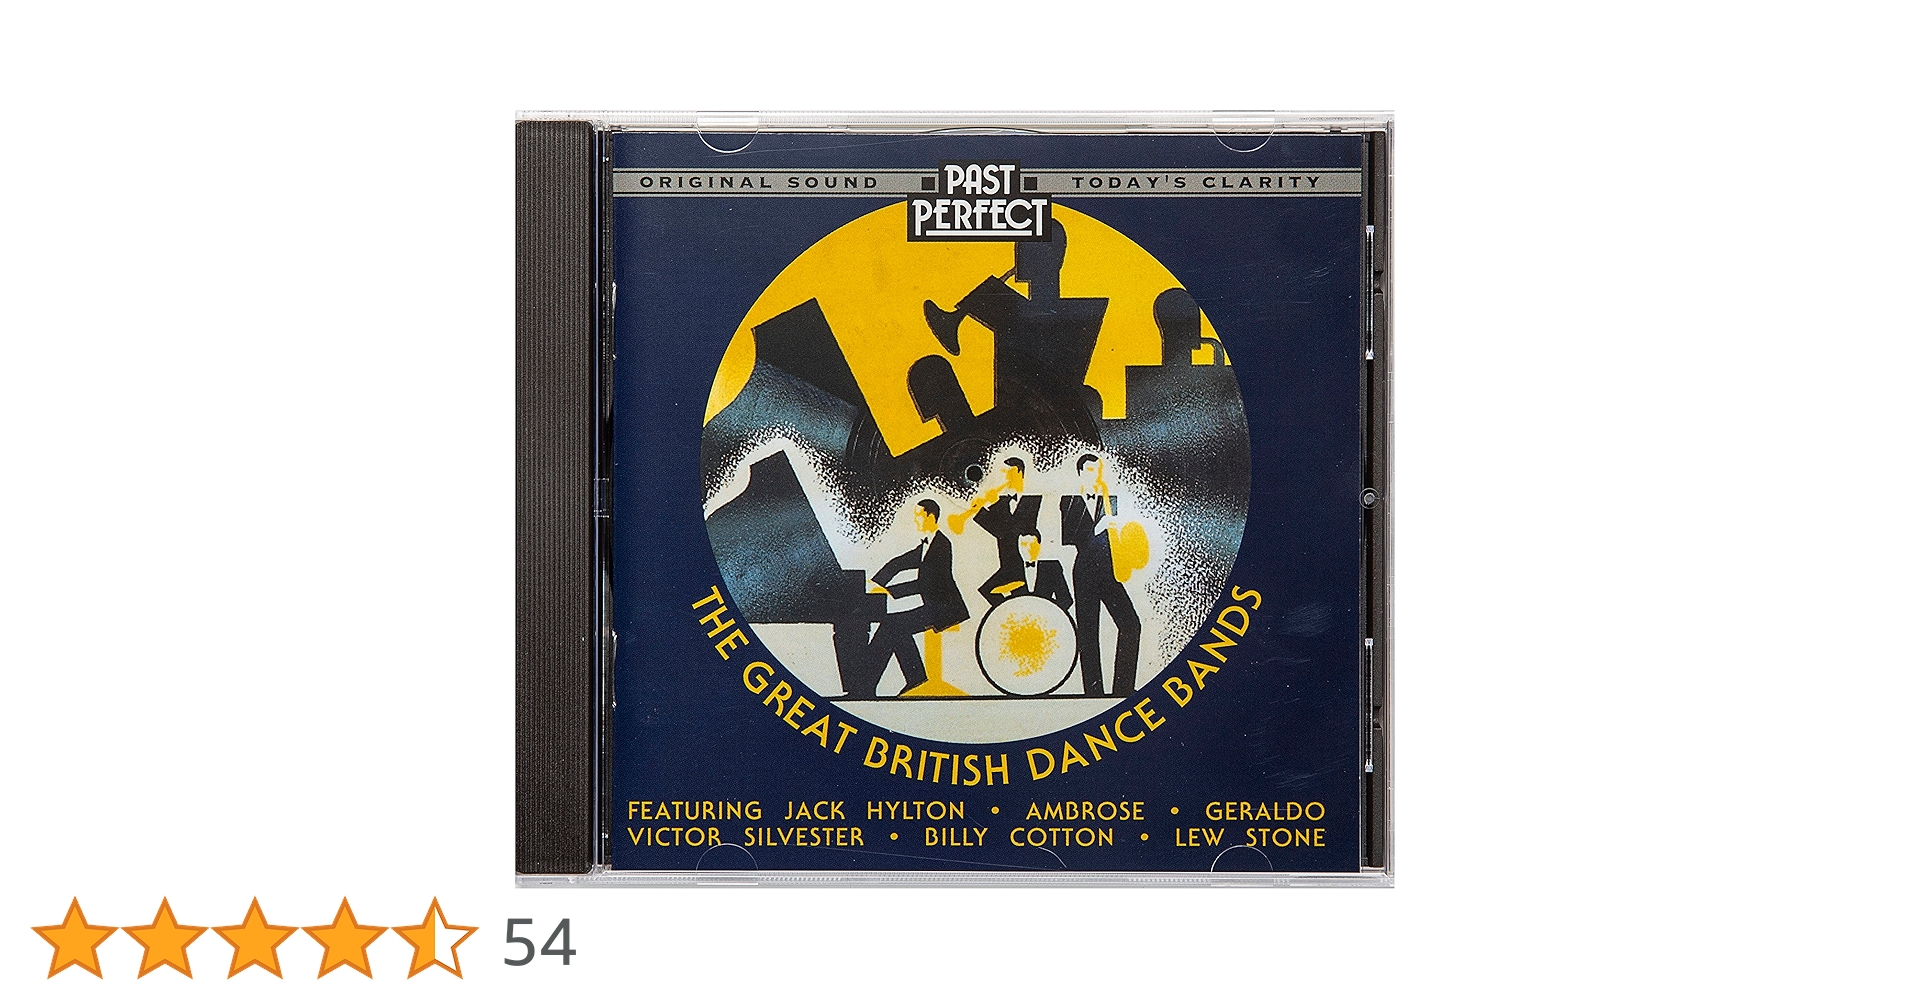 ORIGINAL SOUND
PAST
PERFECT
TODAY'S CLARITY
THE GREAT BRITISH DANCE BANDS
FEATURING JACK HYLTON • AMBROSE • GERALDO
VICTOR SILVESTER • BILLY COTTON • LEW STONE
54